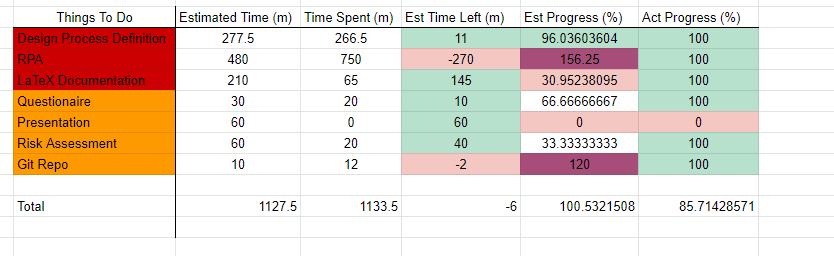 Things To Do Estimated Time (m) Time Spent (m) Est Time Left (m) Est Progress (%) Act Progress (%)
Design Process Definition 277.5 266.5 11 96.03603604 100
RPA 480 750 -270 156.25 100
LaTeX Documentation 210 65 145 30.95238095 100
Questionaire 30 20 10 66.66666667 100
Presentation 60 0 60 0 0
Risk Assessment 60 20 40 33.33333333 100
Git Repo 10 12 -2 120 100
Total 1127.5 1133.5 -6 100.5321508 85.71428571